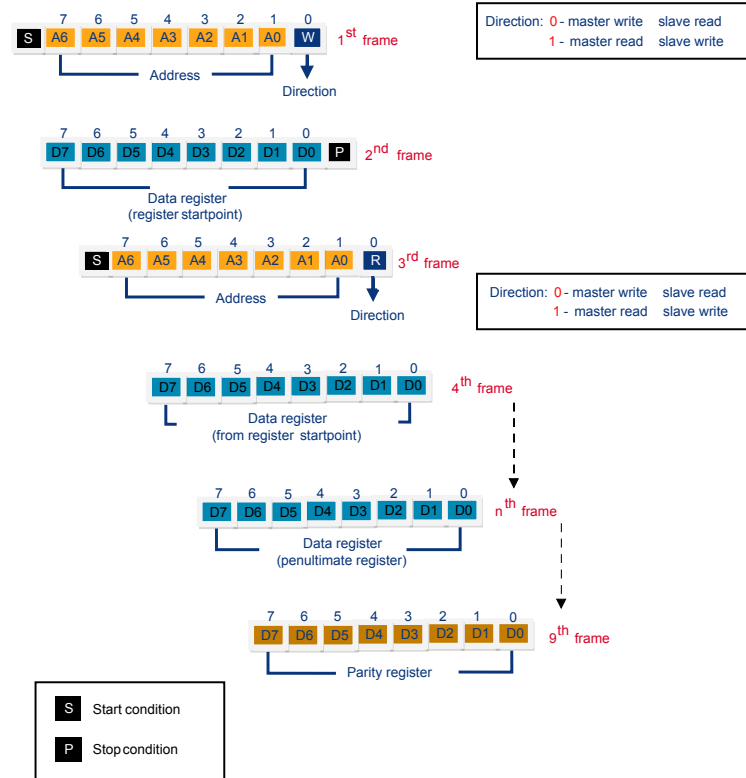 7 6 5 4 3 2 1 0
S A6 A5 A4 A3 A2 A1 A0 W 1st frame
Address
Direction
Direction: 0 - master write slave read
1 - master read slave write
7 6 5 4 3 2 1 0
D7 D6 D5 D4 D3 D2 D1 D0 P 2nd frame
Data register
(register startpoint)
7 6 5 4 3 2 1 0
S A6 A5 A4 A3 A2 A1 A0 R 3rd frame
Address
Direction
Direction: 0 - master write slave read
1 - master read slave write
7 6 5 4 3 2 1 0
D7 D6 D5 D4 D3 D2 D1 D0 4th frame
Data register
(from register startpoint)
7 6 5 4 3 2 1 0
D7 D6 D5 D4 D3 D2 D1 D0 nth frame
Data register
(penultimate register)
7 6 5 4 3 2 1 0
D7 D6 D5 D4 D3 D2 D1 D0 9th frame
Parity register
S Start condition
P Stop condition